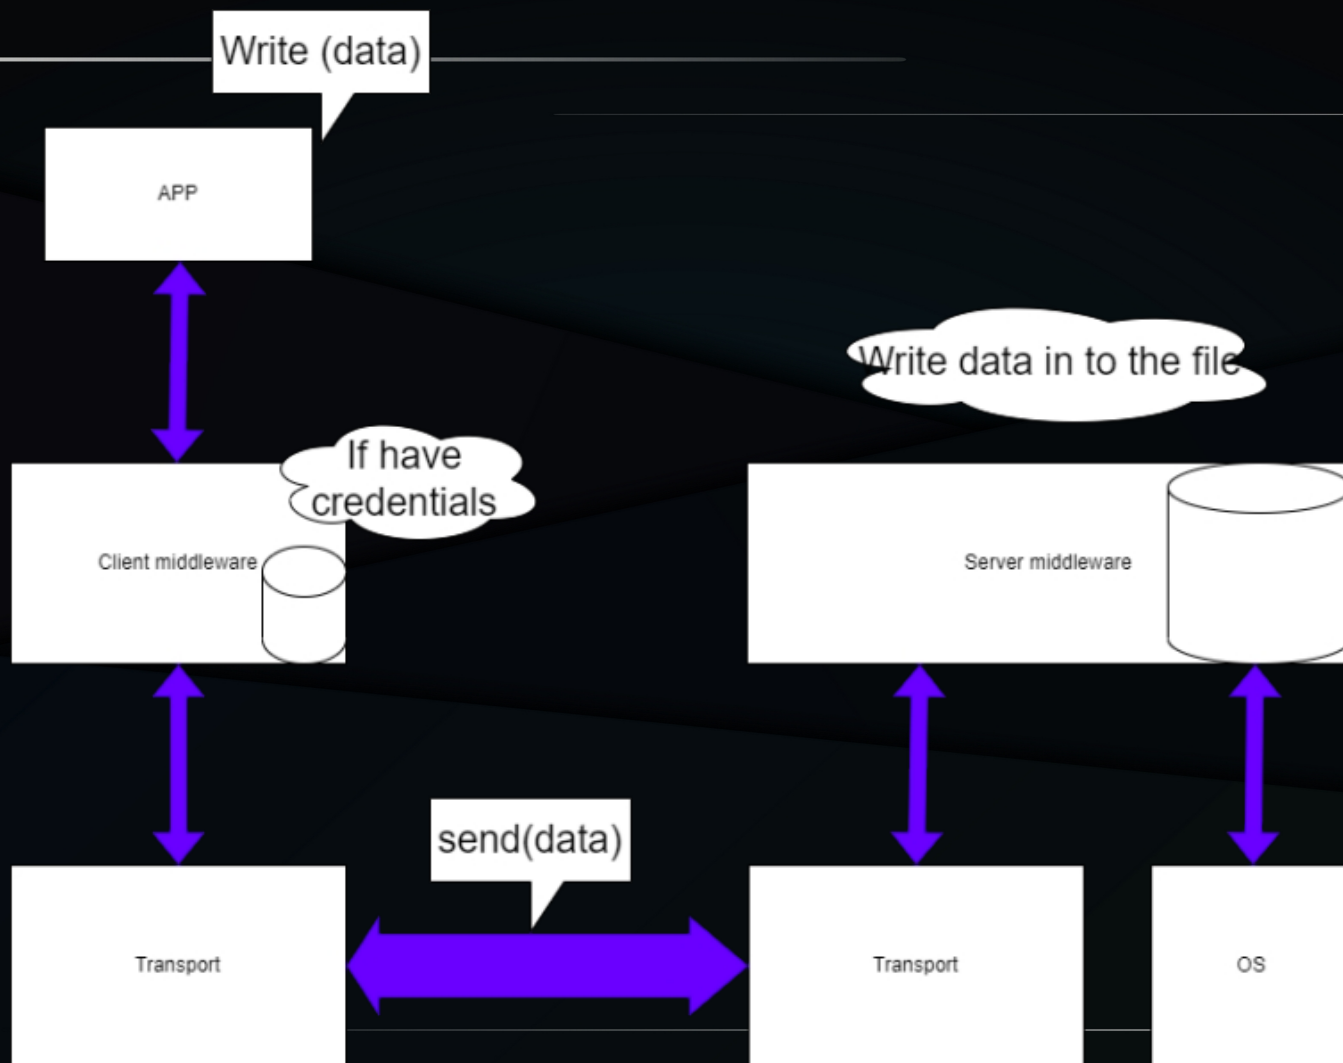 Write (data)
APP
Write data in to the file
If have
credentials
Client middleware
Server middleware
send(data)
Transport
Transport
OS